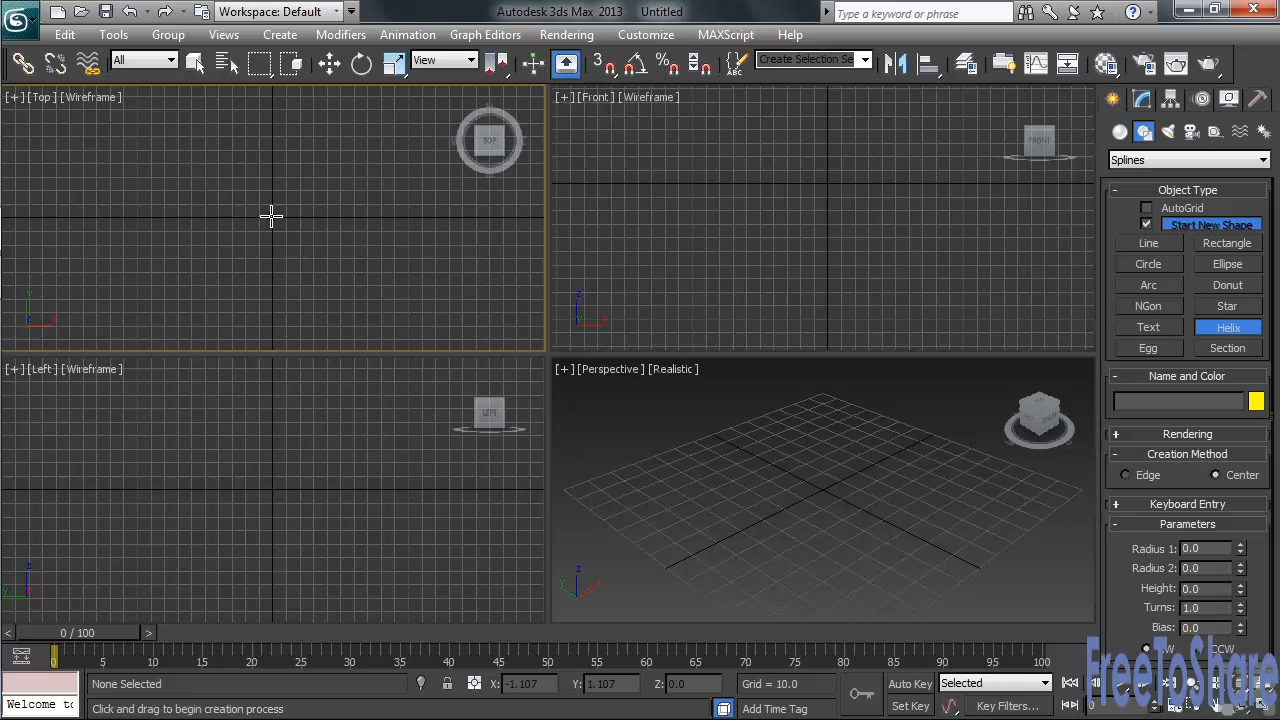 Workspace: Default
Autodesk 3ds Max 2013
Untitled
Type a keyword or phrase
Edit
Tools
Group
Views
Create
Modifiers
Animation
Graph Editors
Rendering
Customize
MAXScript
Help
All
View
3
Create Selection Se
[+] [Top] [Wireframe]
TOP
[+] [Front] [Wireframe]
FRONT
Splines
Object Type
AutoGrid
Start New Shape
Line
Rectangle
Circle
Ellipse
Arc
Donut
NGon
Star
Text
Helix
Egg
Section
[+] [Left] [Wireframe]
LEFT
[+] [Perspective] [Realistic]
Name and Color
Rendering
Creation Method
Edge
Center
Keyboard Entry
Parameters
Radius 1: 0.0
Radius 2: 0.0
Height: 0.0
Turns: 1.0
Bias: 0.0
CCW
FreeToShare
0 / 100
0 5 10 15 20 25 30 35 40 45 50 55 60 65 70 75 80 85 90 95 100
None Selected
X: -1.107
Y: 1.107
Z: 0.0
Grid = 10.0
Auto Key
Selected
Welcome to
Click and drag to begin creation process
Add Time Tag
Set Key
Key Filters...